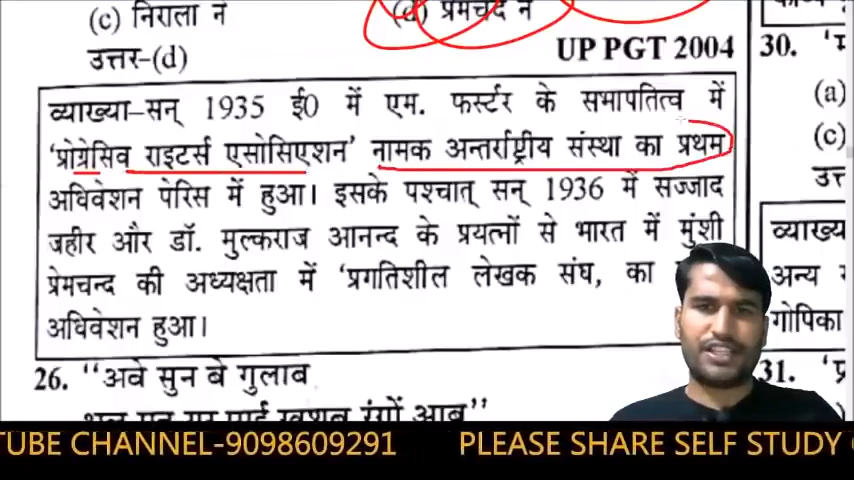 (c) निराला ने
(d) प्रेमचंद ने
उत्तर–(d)
UP PGT 2004
व्याख्या–सन् 1935 ई0 में एम. फर्स्टर के सभापतित्व में
'प्रोग्रेसिव राइटर्स एसोसिएशन' नामक अन्तर्राष्ट्रीय संस्था का प्रथम
अधिवेशन पेरिस में हुआ। इसके पश्चात् सन् 1936 में सज्जाद
जहीर और डॉ. मुल्कराज आनन्द के प्रयत्नों से भारत में मुंशी
प्रेमचन्द की अध्यक्षता में 'प्रगतिशील लेखक संघ, का
अधिवेशन हुआ।
26. "अबे सुन बे गुलाब
30.
(a)
(c)
व्याख्या
अन्य
गोपिका
31.
TUBE CHANNEL-9098609291 PLEASE SHARE SELF STUDY